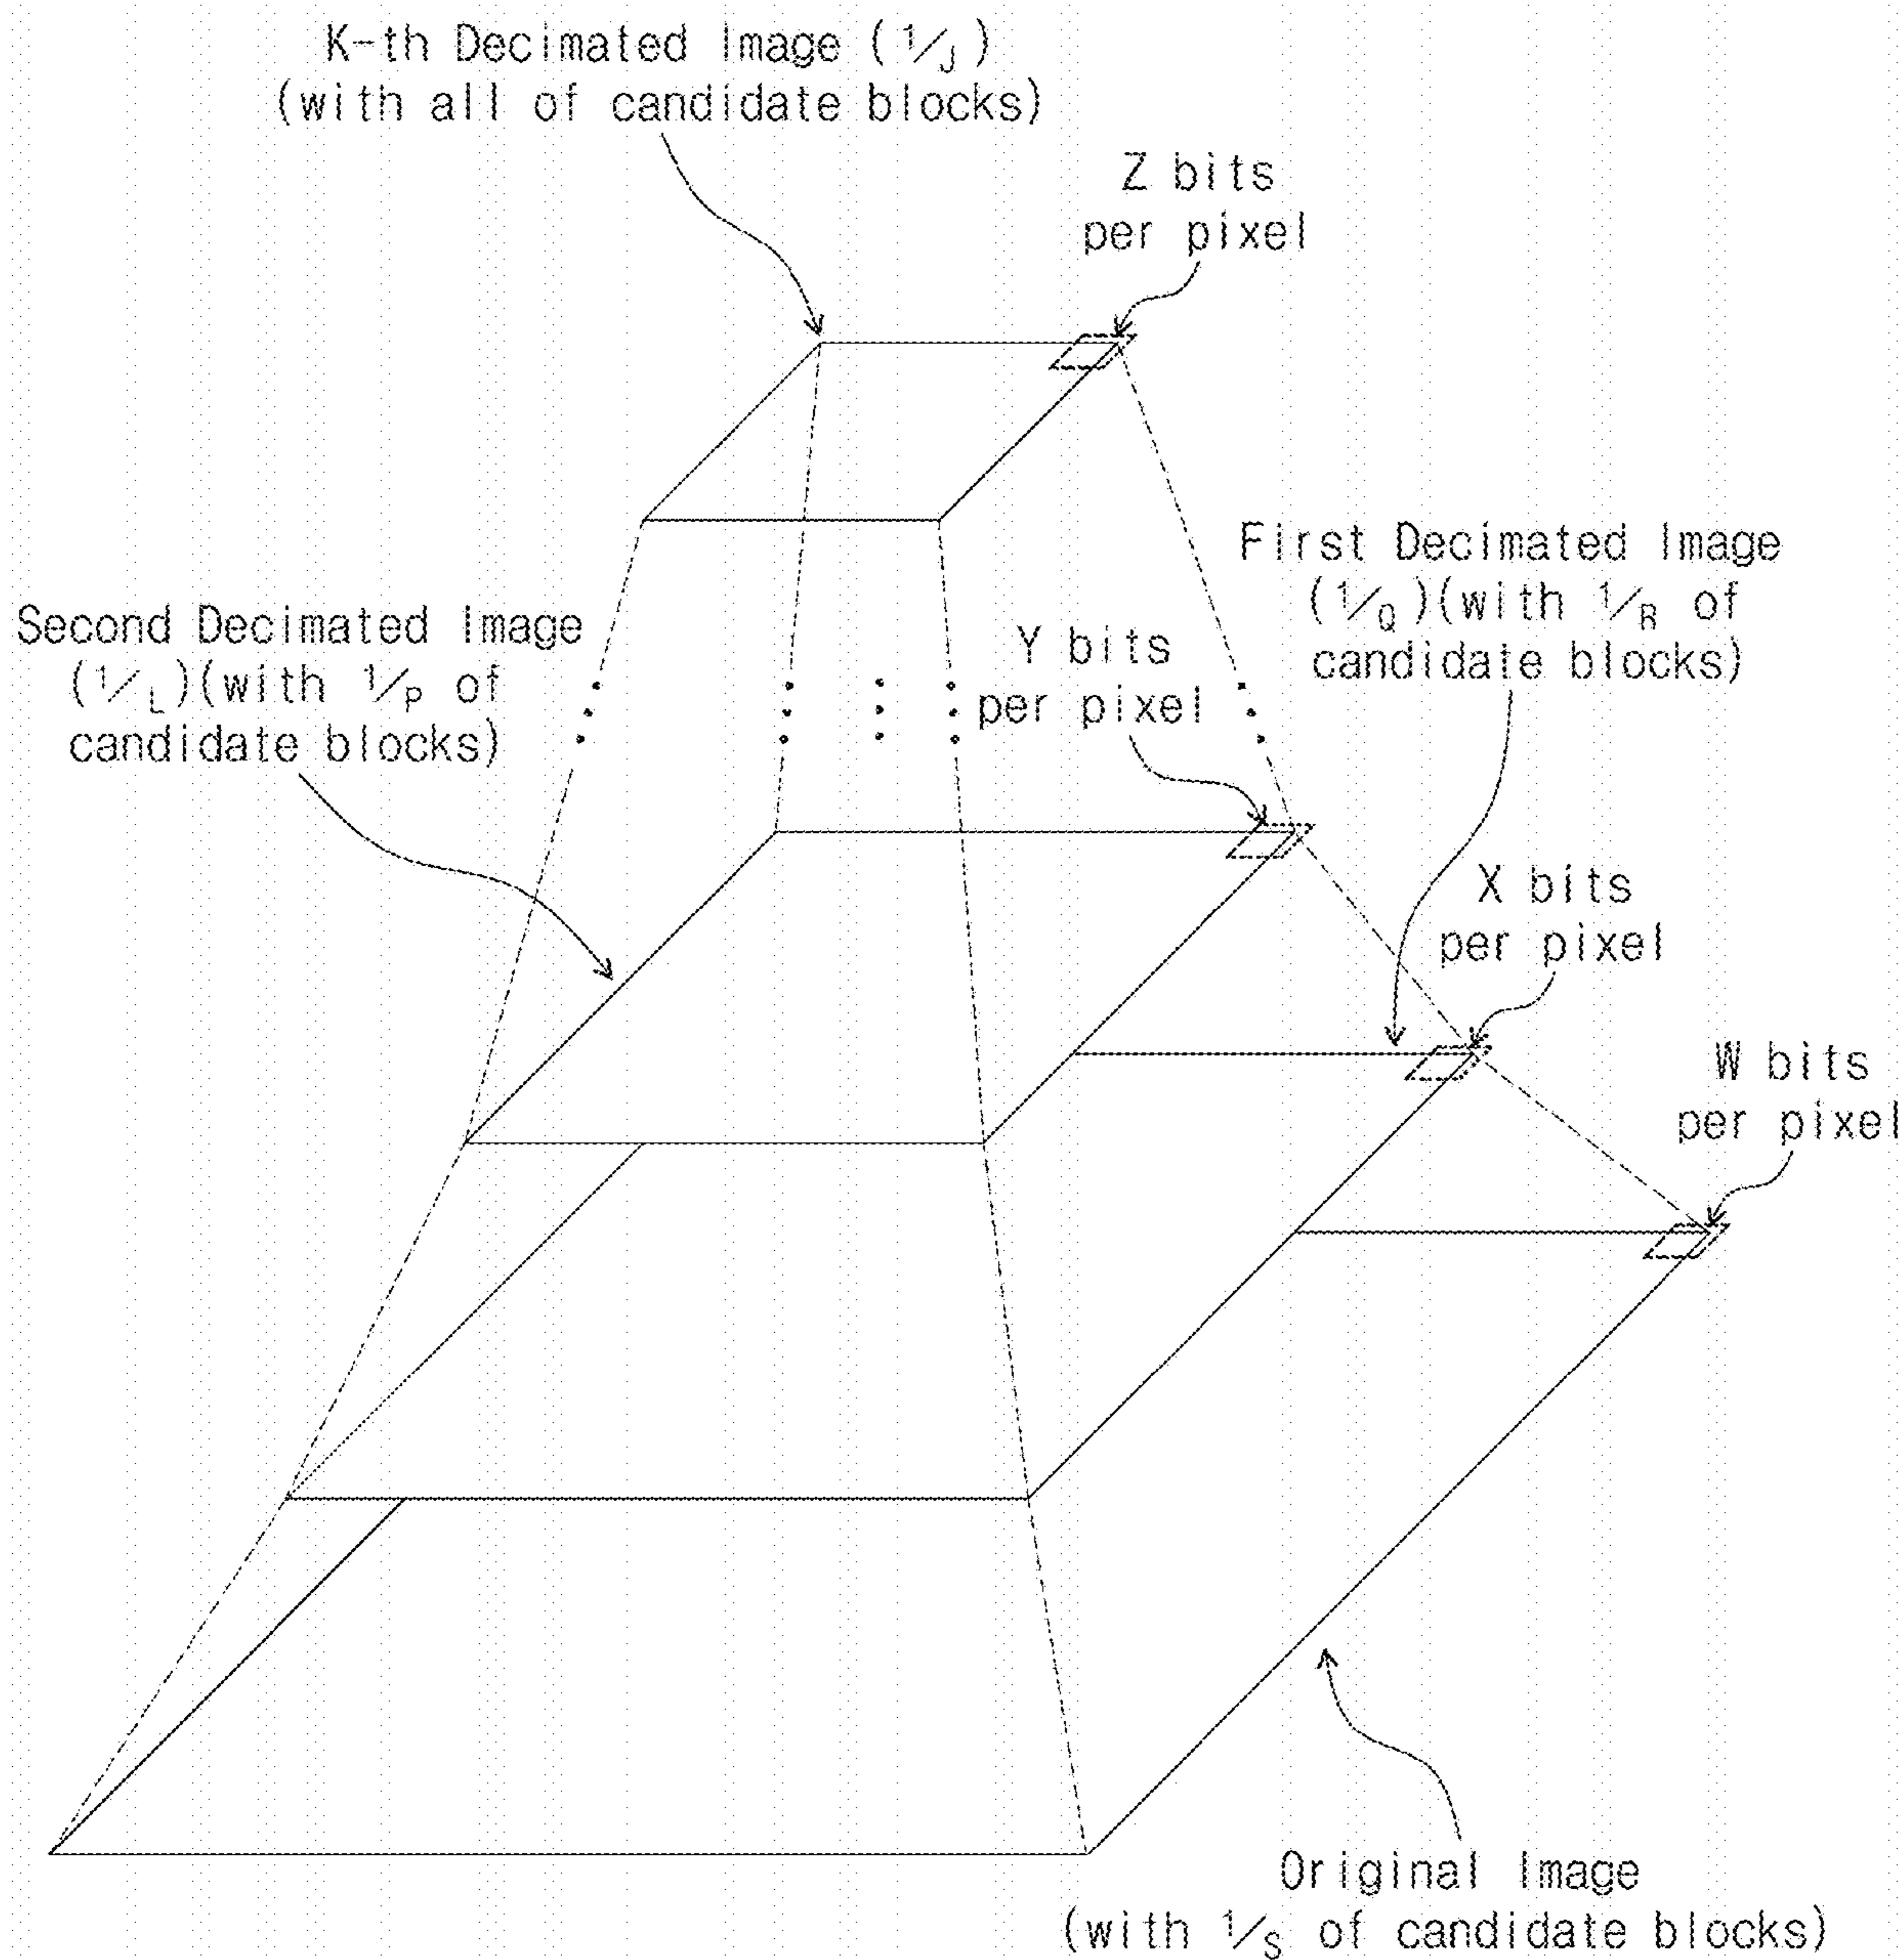 K-th Decimated Image (1/J)
(with all of candidate blocks)
Z bits
per pixel
First Decimated Image
(1/Q)(with 1/R of
candidate blocks)
Second Decimated Image
(1/L)(with 1/P of
candidate blocks)
Y bits
per pixel
X bits
per pixel
W bits
per pixel
Original Image
(with 1/S of candidate blocks)